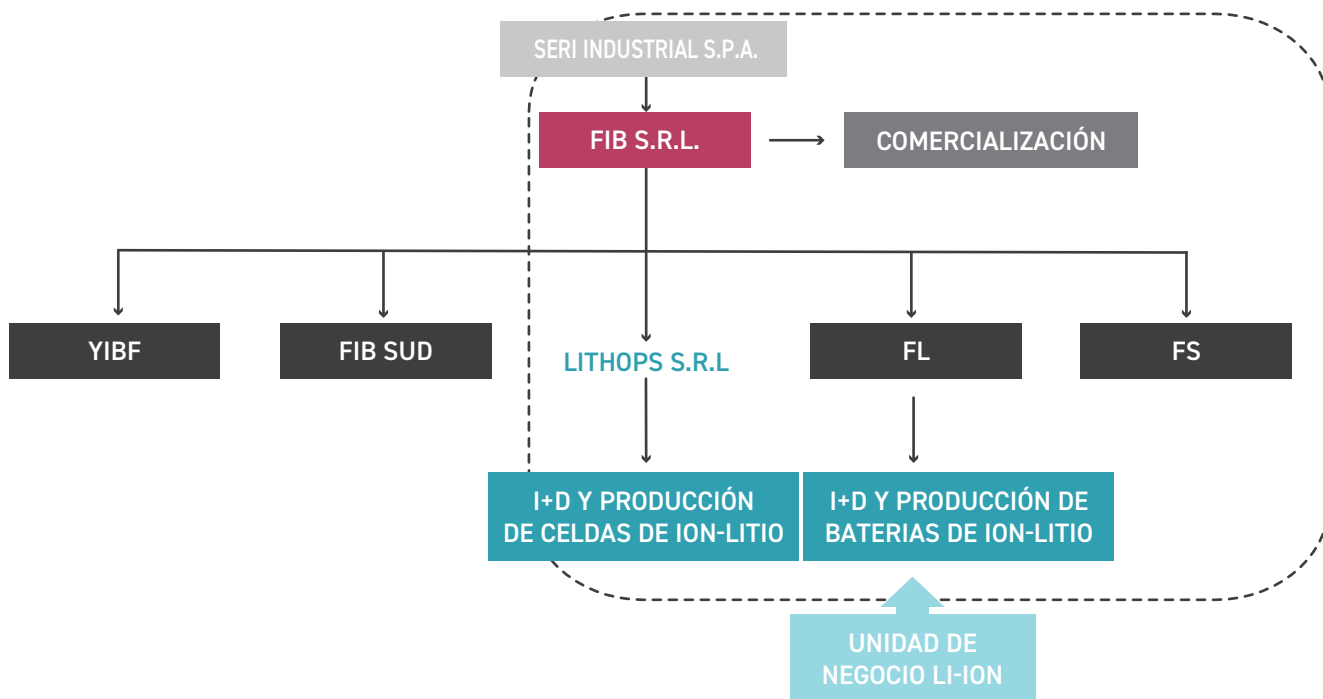 SERI INDUSTRIAL S.P.A.
FIB S.R.L.
COMERCIALIZACIÓN
YIBF
FIB SUD
LITHOPS S.R.L
FL
FS
I+D Y PRODUCCIÓN
DE CELDAS DE ION-LITIO
I+D Y PRODUCCIÓN DE
BATERIAS DE ION-LITIO
UNIDAD DE
NEGOCIO LI-ION